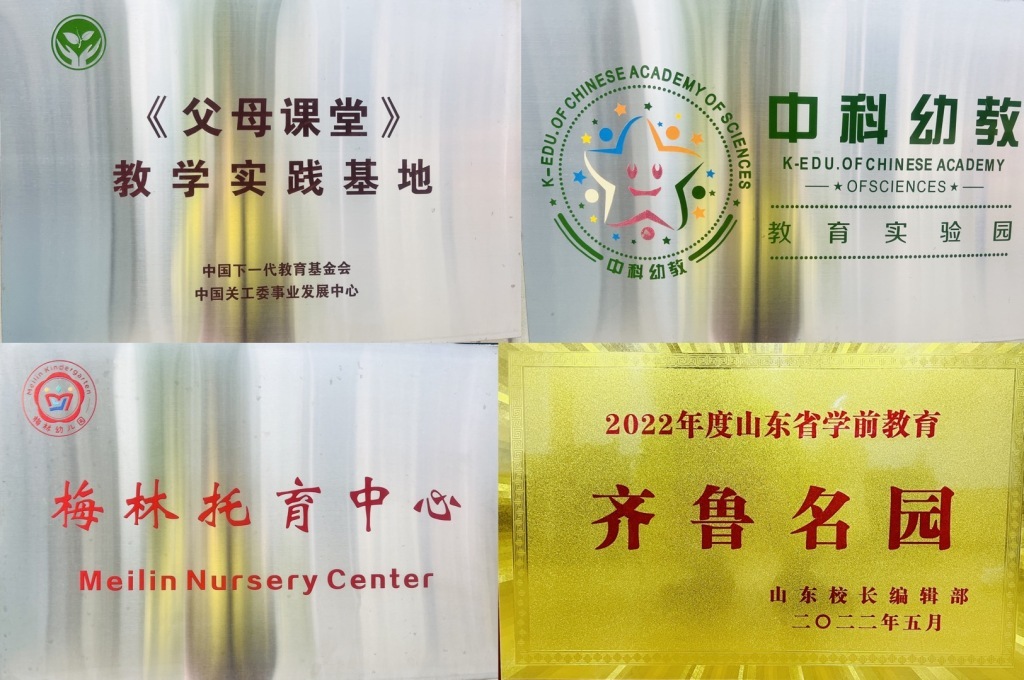 《父母课堂》
教学实践基地
中国下一代教育基金会
中国关工委事业发展中心
K-EDU. OF CHINESE ACADEMY OF SCIENCES
中科幼教
中科幼教
K-EDU. OF CHINESE ACADEMY
OFSCIENCES
教育实验园
Meilin Kindergarten
梅林幼儿园
梅林托育中心
Meilin Nursery Center
2022年度山东省学前教育
齐鲁名园
山东校长编辑部
二〇二二年五月